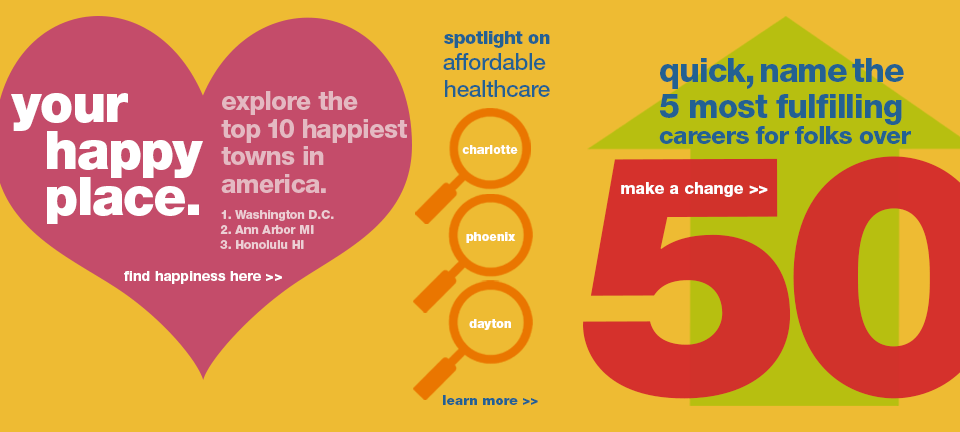 your
happy
place.
explore the
top 10 happiest
towns in
america.
1. Washington D.C.
2. Ann Arbor MI
3. Honolulu HI
find happiness here >>
spotlight on
affordable
healthcare
charlotte
phoenix
dayton
learn more >>
quick, name the
5 most fulfilling
careers for folks over
make a change >>
50